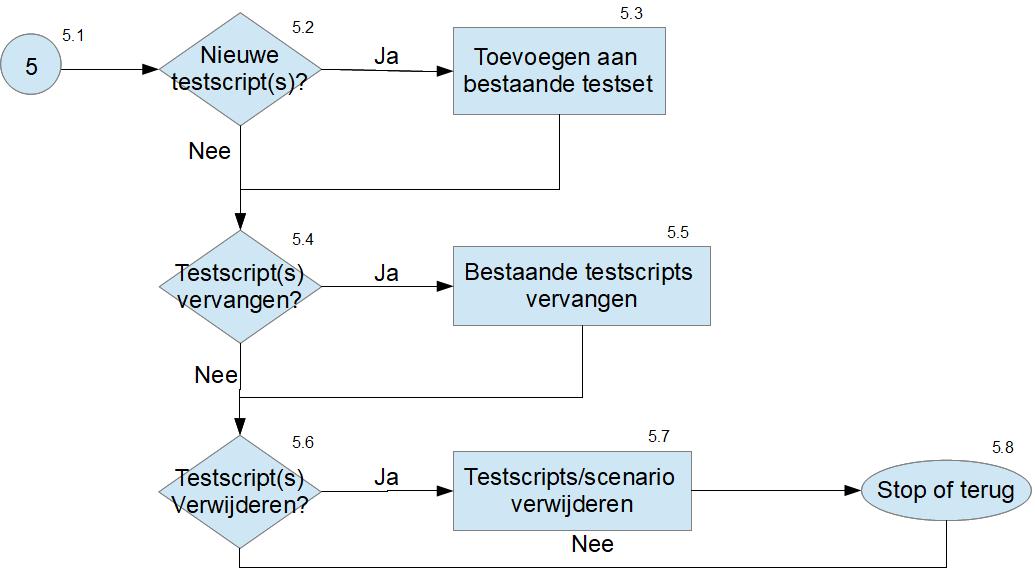 5.1
5
5.2
Nieuwe
testscript(s)?
Ja
5.3
Toevoegen aan
bestaande testset
Nee
5.4
Testscript(s)
vervangen?
Ja
5.5
Bestaande testscripts
vervangen
Nee
5.6
Testscript(s)
Verwijderen?
Ja
5.7
Testscripts/scenario
verwijderen
5.8
Stop of terug
Nee